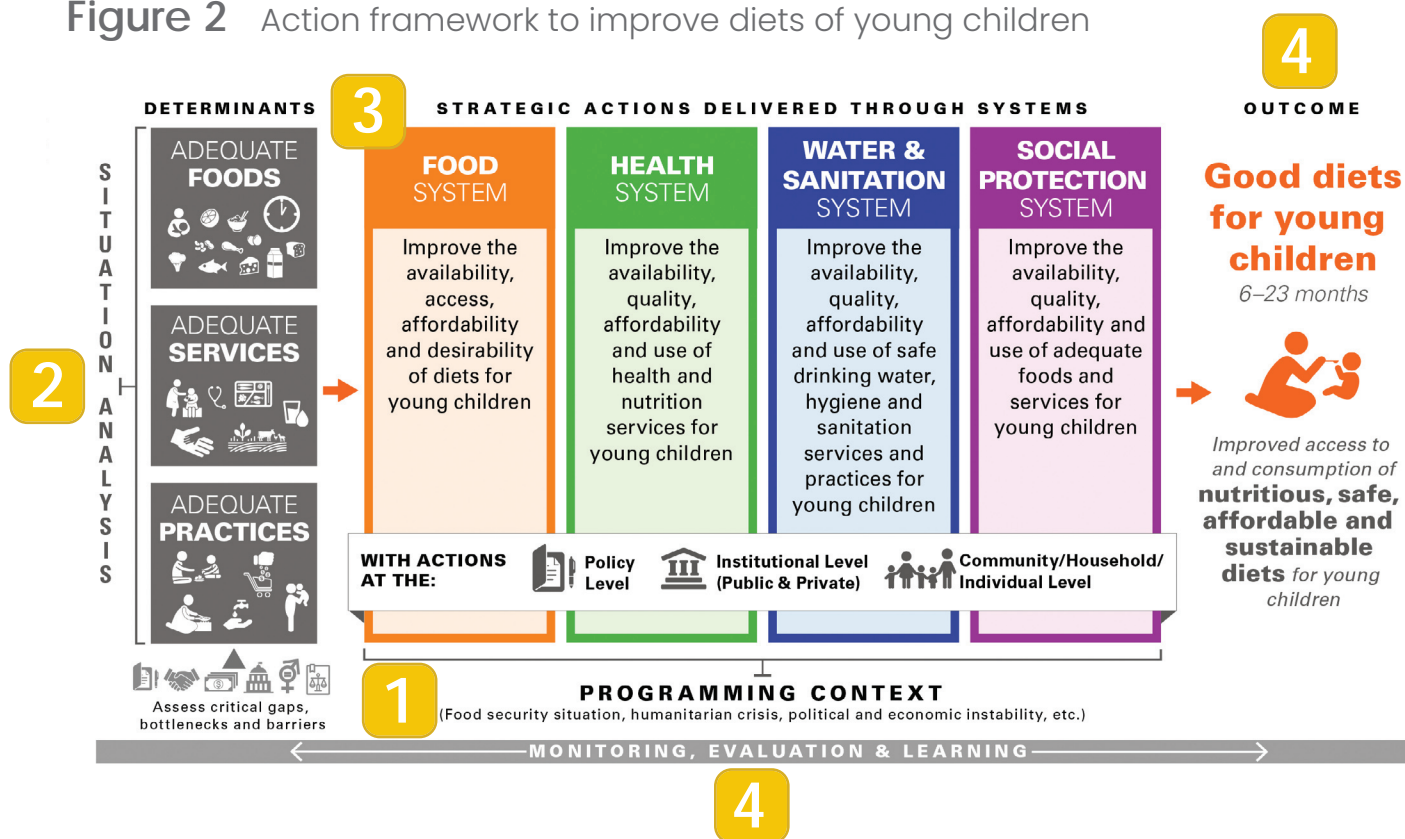 Figure 2 Action framework to improve diets of young children
4
DETERMINANTS
3
STRATEGIC ACTIONS DELIVERED THROUGH SYSTEMS
OUTCOME
SITUATION ANALYSIS
2
ADEQUATE
FOODS
ADEQUATE
SERVICES
ADEQUATE
PRACTICES
Assess critical gaps,
bottlenecks and barriers
FOOD
SYSTEM
Improve the
availability,
access,
affordability
and desirability
of diets for
young children
HEALTH
SYSTEM
Improve the
availability,
quality,
affordability
and use of
health and
nutrition
services for
young children
WATER &
SANITATION
SYSTEM
Improve the
availability,
quality,
affordability
and use of safe
drinking water,
hygiene and
sanitation
services and
practices for
young children
SOCIAL
PROTECTION
SYSTEM
Improve the
availability,
quality,
affordability and
use of adequate
foods and
services for
young children
WITH ACTIONS
AT THE:
Policy
Level
Institutional Level
(Public & Private)
Community/Household/
Individual Level
Good diets
for young
children
6–23 months
Improved access to
and consumption of
nutritious, safe,
affordable and
sustainable
diets for young
children
1
PROGRAMMING CONTEXT
(Food security situation, humanitarian crisis, political and economic instability, etc.)
MONITORING, EVALUATION & LEARNING
4